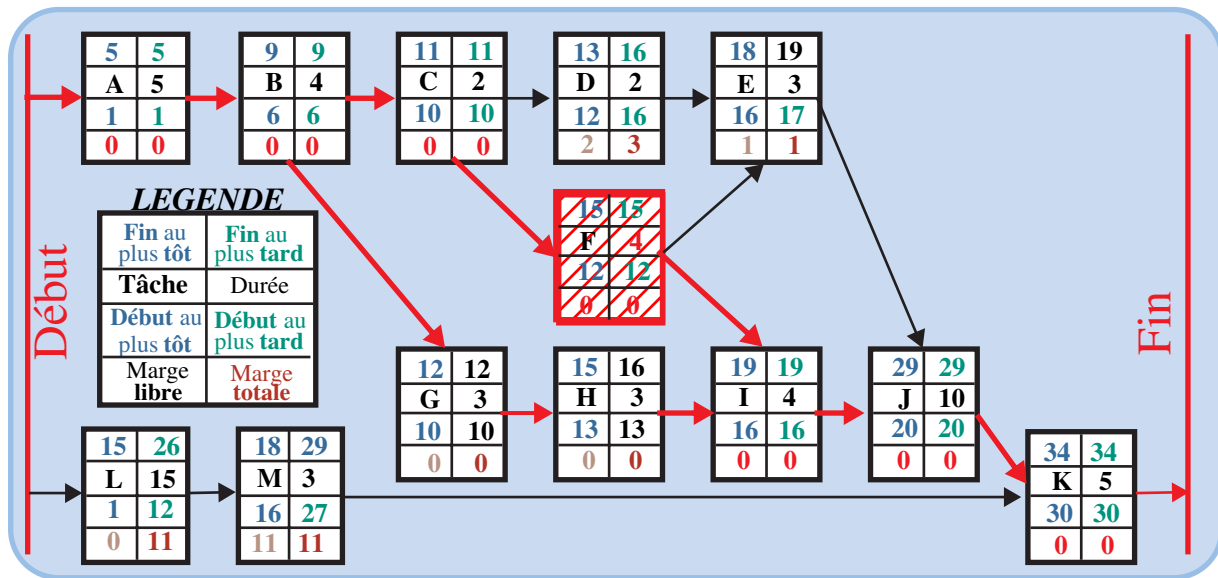 5 5
A 5
1 1
0 0
9 9
B 4
6 6
0 0
11 11
C 2
10 10
0 0
13 16
D 2
12 16
2 3
18 19
E 3
16 17
1 1
LEGENDE
Fin au
plus tôt
Fin au
plus tard
Tâche
Durée
Début au
plus tôt
Début au
plus tard
Marge
libre
Marge
totale
Début
15 15
F 4
12 12
0 0
Fin
12 12
G 3
10 10
0 0
15 16
H 3
13 13
0 0
19 19
I 4
16 16
0 0
29 29
J 10
20 20
0 0
15 26
L 15
1 12
0 11
18 29
M 3
16 27
11 11
34 34
K 5
30 30
0 0